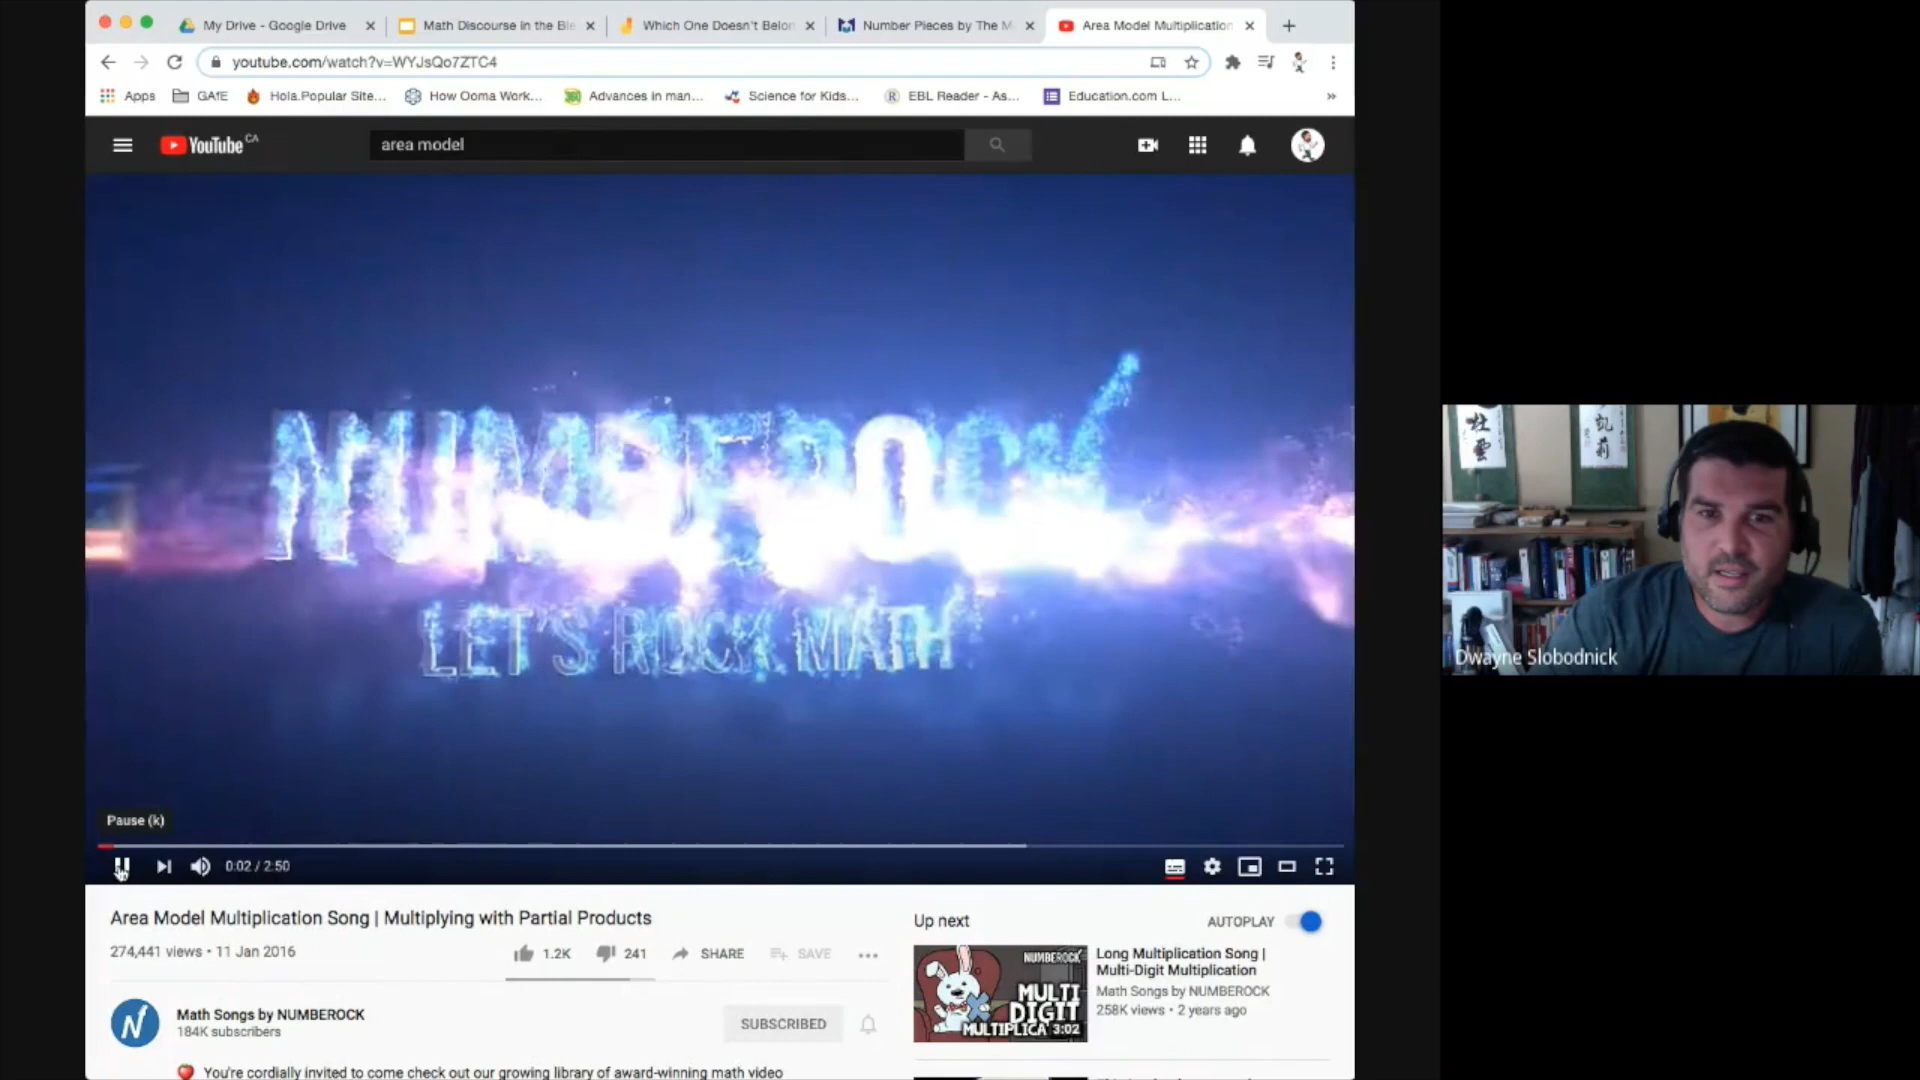 My Drive - Google Drive
Math Discourse in the Ble
Which One Doesn't Belon
Number Pieces by The M
Area Model Multiplication
youtube.com/watch?v=WYJsQo7ZTC4
Apps
GAfE
Hola.Popular Site...
How Ooma Work...
Advances in man...
Science for Kids...
EBL Reader - As...
Education.com L...
»
YouTube CA
area model
NUMBEROCK
LET'S ROCK MATH
Pause (k)
0:02 / 2:50
Area Model Multiplication Song | Multiplying with Partial Products
274,441 views • 11 Jan 2016
1.2K
241
SHARE
SAVE
Math Songs by NUMBEROCK
184K subscribers
SUBSCRIBED
You're cordially invited to come check out our growing library of award-winning math video
Up next
AUTOPLAY
NUMBEROCK
MULTI
DIGIT
MULTIPLICA
3:02
Long Multiplication Song |
Multi-Digit Multiplication
Math Songs by NUMBEROCK
258K views • 2 years ago
杜
雲
凱
莉
Dwayne Slobodnick